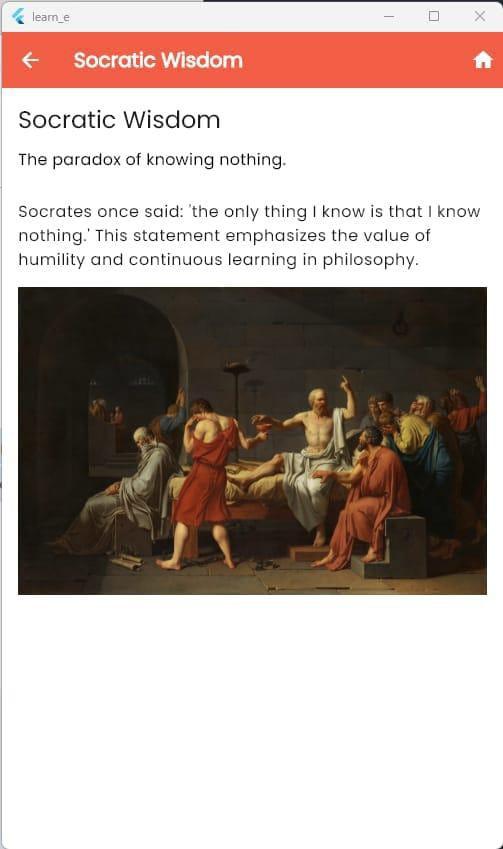 learn_e
Socratic Wisdom
Socratic Wisdom
The paradox of knowing nothing.
Socrates once said: 'the only thing I know is that I know
nothing.' This statement emphasizes the value of
humility and continuous learning in philosophy.